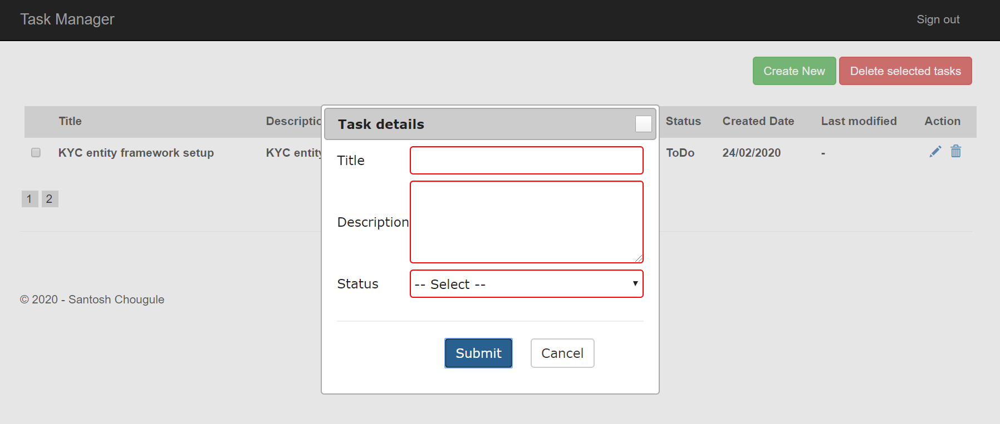 Task Manager
Sign out
Create New
Delete selected tasks
Title Descriptio Status Created Date Last modified Action
KYC entity framework setup KYC entity ToDo 24/02/2020 -
1 2
Task details
Title
Description
Status -- Select --
Submit Cancel
© 2020 - Santosh Chougule